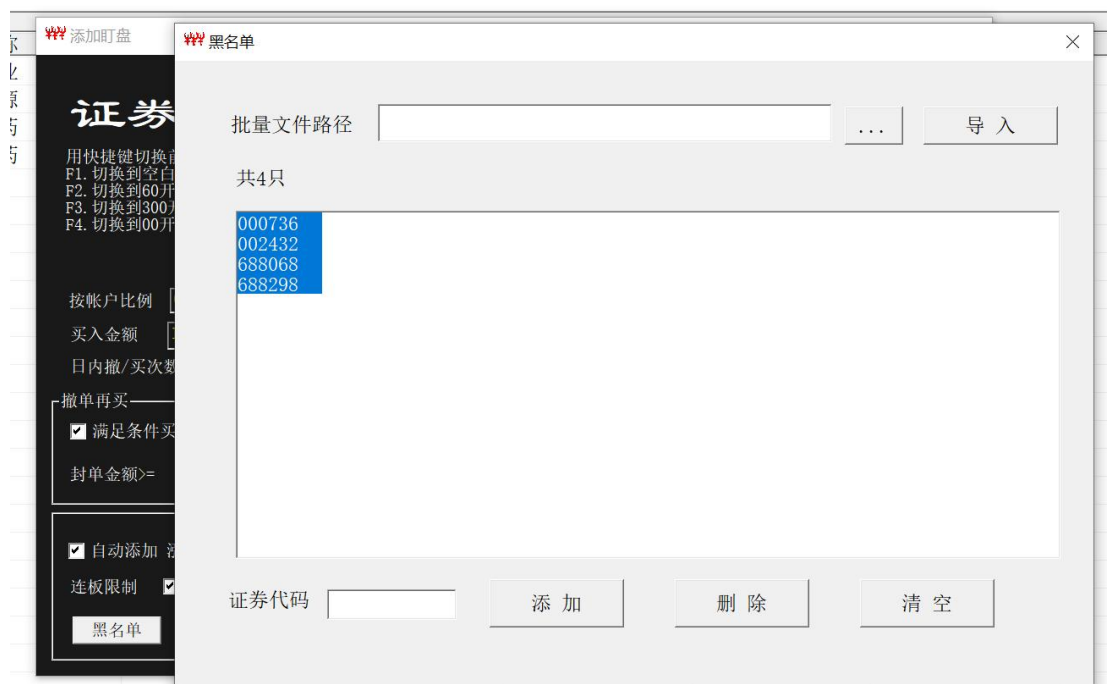 添加盯盘
黑名单
证券
用快捷键切换
F1.切换到空白
F2.切换到60开
F3.切换到300
F4.切换到00开
按帐户比例
买入金额
日内撤/买次数
撤单再买
满足条件买
封单金额>=
自动添加
连板限制
黑名单
批量文件路径
...
导 入
共4只
000736
002432
688068
688298
证券代码
添 加
删 除
清 空